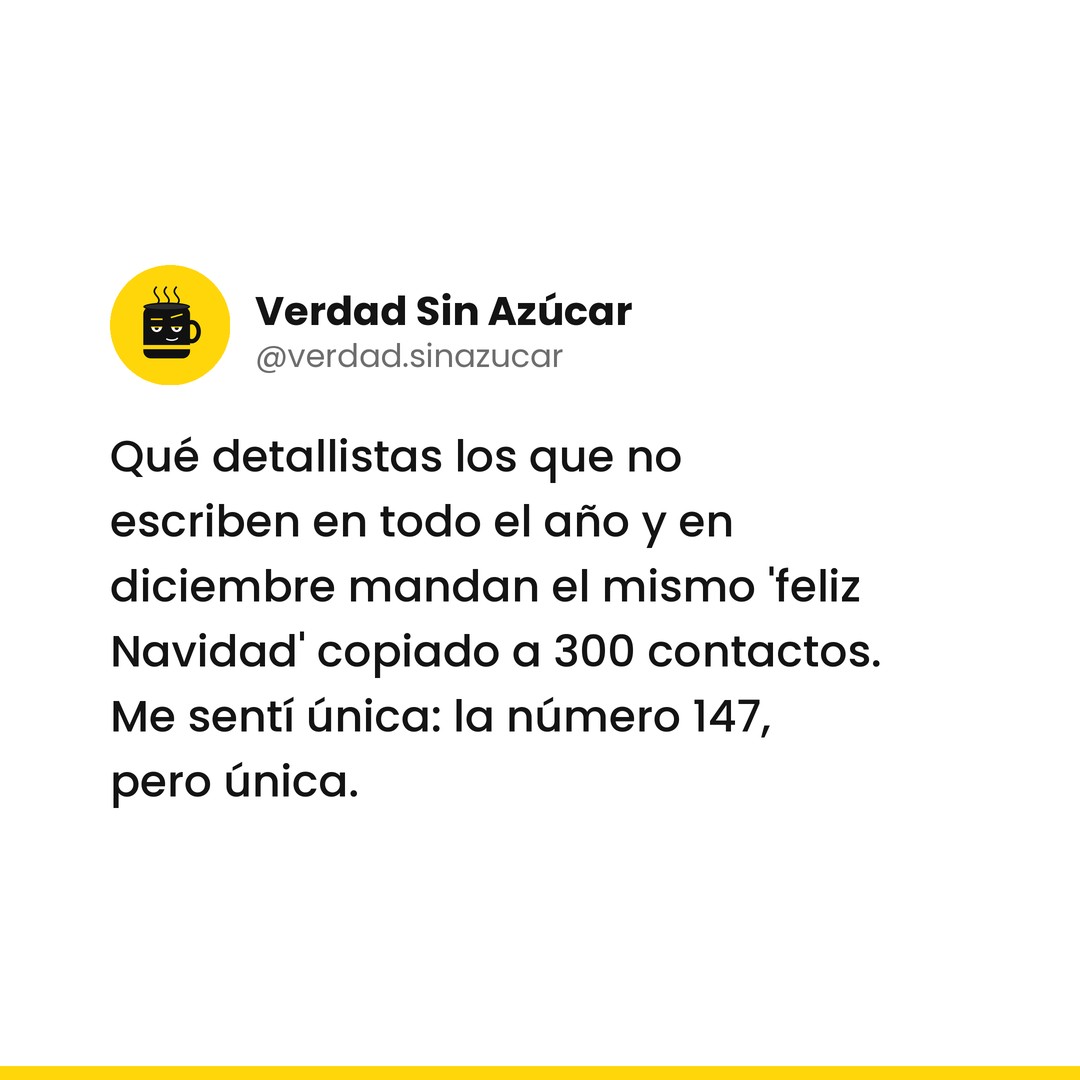 Verdad Sin Azúcar
@verdad.sinazucar
Qué detallistas los que no
escriben en todo el año y en
diciembre mandan el mismo 'feliz
Navidad' copiado a 300 contactos.
Me sentí única: la número 147,
pero única.